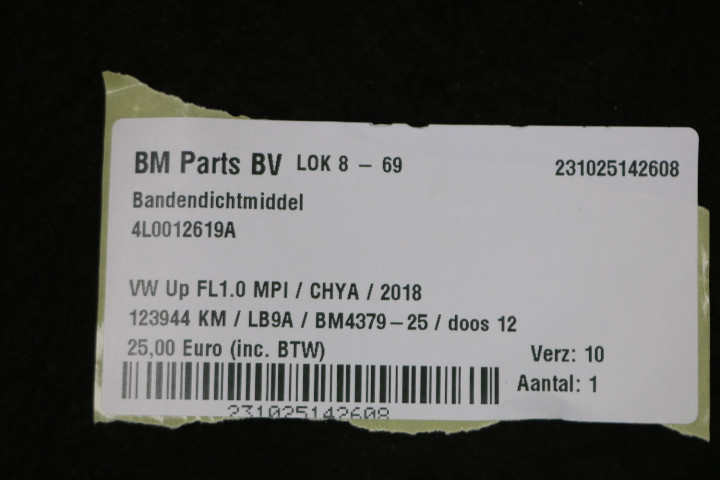 BM Parts BV LOK 8 - 69 231025142608
Bandendichtmiddel
4L0012619A
VW Up FL1.0 MPI / CHYA / 2018
123944 KM / LB9A / BM4379-25 / doos 12
25,00 Euro (inc. BTW) Verz: 10
Aantal: 1
231025142608